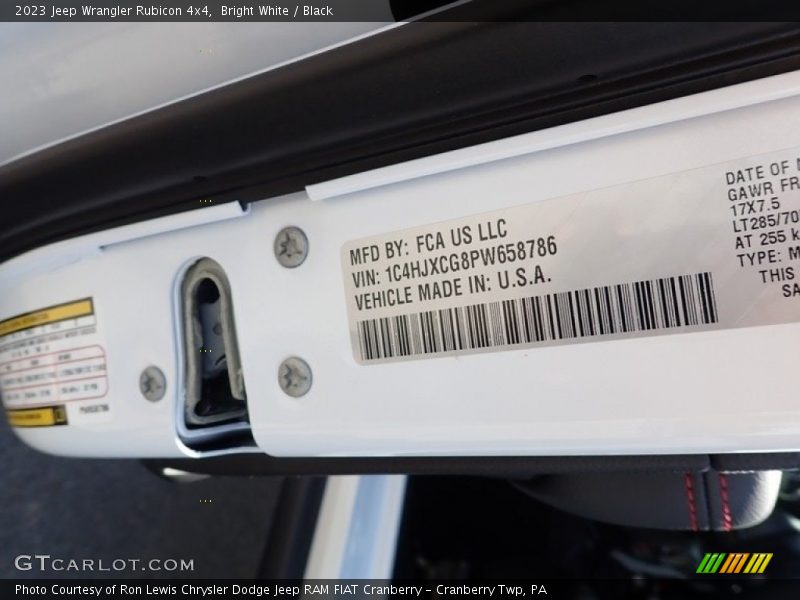 2023 Jeep Wrangler Rubicon 4x4, Bright White / Black
MFD BY: FCA US LLC
VIN: 1C4HJXCG8PW658786
VEHICLE MADE IN: U.S.A.
DATE OF
GAWR FR
17X7.5
LT285/70
AT 255 k
TYPE: M
THIS
SA
GTCARLOT.COM
Photo Courtesy of Ron Lewis Chrysler Dodge Jeep RAM FIAT Cranberry – Cranberry Twp, PA